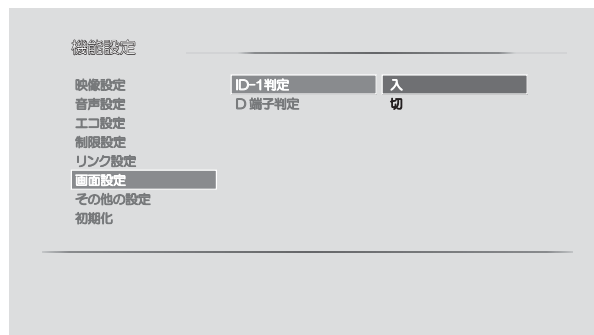 機能設定
映像設定
音声設定
エコ設定
制限設定
リンク設定
画面設定
その他の設定
初期化
ID-1判定
D 端子判定
入
切